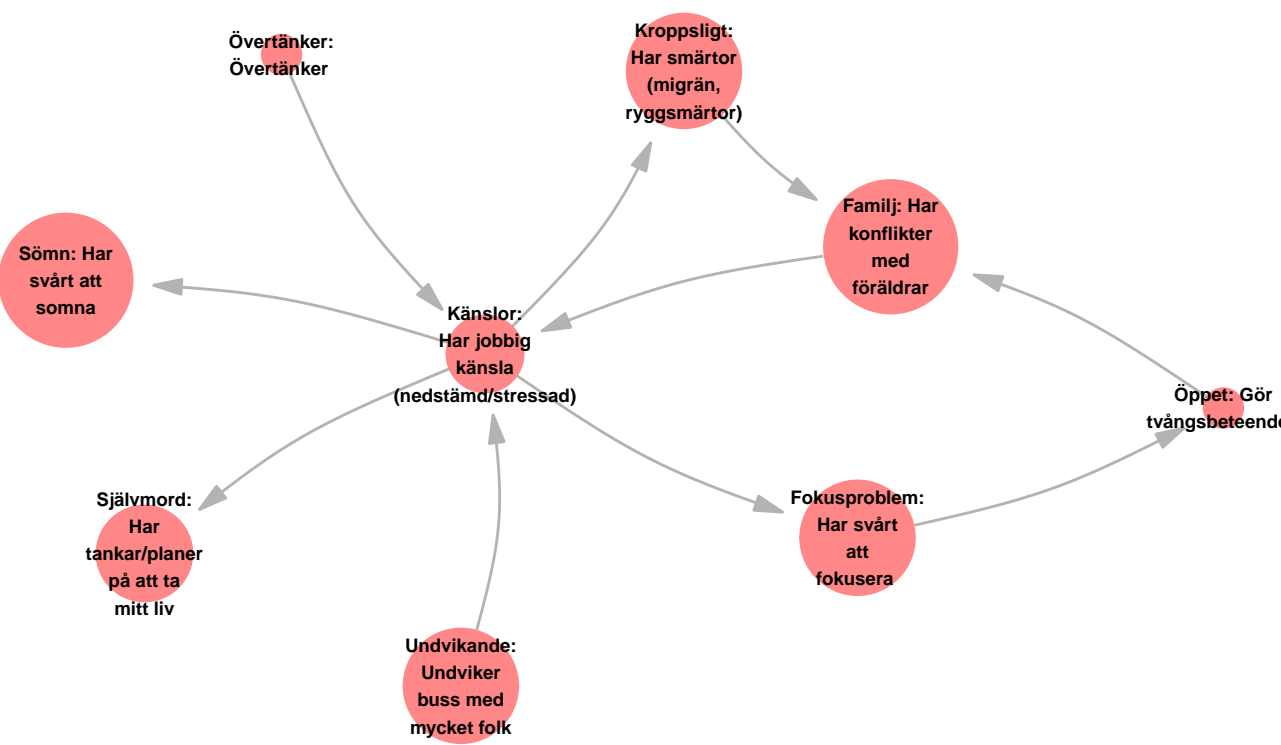 Övertänker:
Övertänker
Kroppsligt:
Har smärtor
(migrän,
ryggsmärtor)
Familj: Har
konflikter
med
föräldrar
Sömn: Har
svårt att
somna
Känslor:
Har jobbig
känsla
(nedstämd/stressad)
Öppet: Gör
tvångsbeteende
Självmord:
Har
tankar/planer
på att ta
mitt liv
Fokusproblem:
Har svårt
att
fokusera
Undvikande:
Undviker
buss med
mycket folk